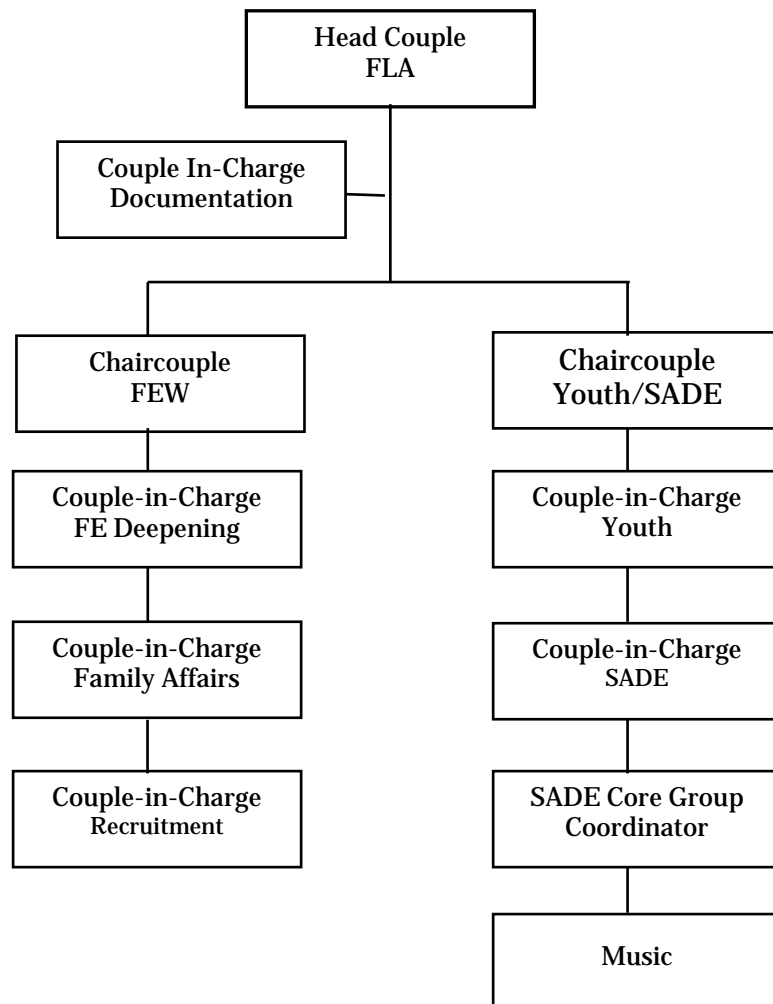 Head Couple
FLA
Couple In-Charge
Documentation
Chaircouple
FEW
Chaircouple
Youth/SADE
Couple-in-Charge
FE Deepening
Couple-in-Charge
Youth
Couple-in-Charge
Family Affairs
Couple-in-Charge
SADE
Couple-in-Charge
Recruitment
SADE Core Group
Coordinator
Music